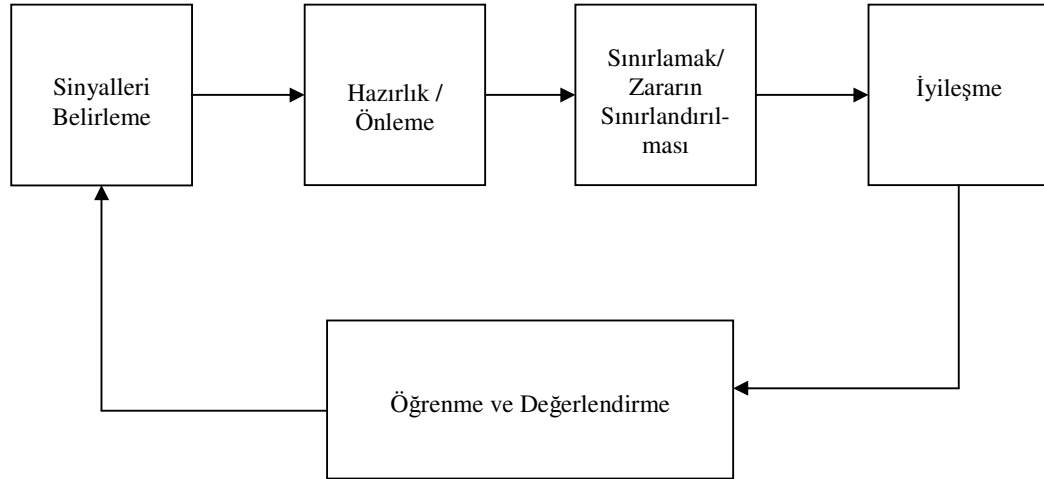 Sinyalleri
Belirleme
Hazırlık /
Önleme
Sınırlamak/
Zararın
Sınırlandırıl-
ması
İyileşme
Öğrenme ve Değerlendirme